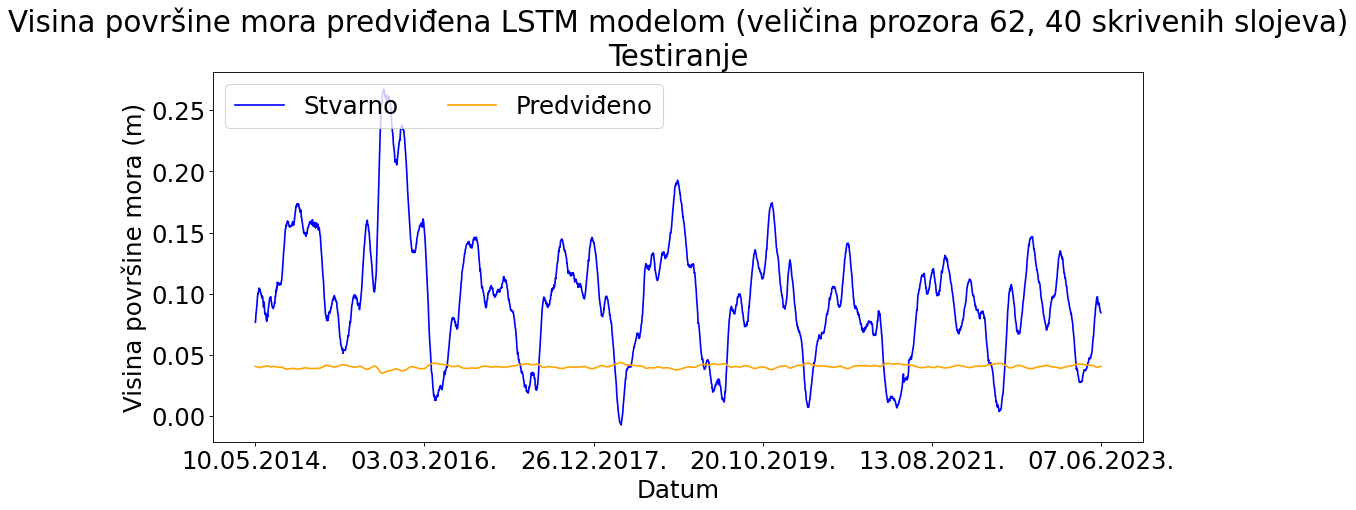 Visina površine mora predviđena LSTM modelom (veličina prozora 62, 40 skrivenih slojeva)
Testiranje
Stvarno Predviđeno
Visina površine mora (m)
0.25
0.20
0.15
0.10
0.05
0.00
10.05.2014. 03.03.2016. 26.12.2017. 20.10.2019. 13.08.2021. 07.06.2023.
Datum